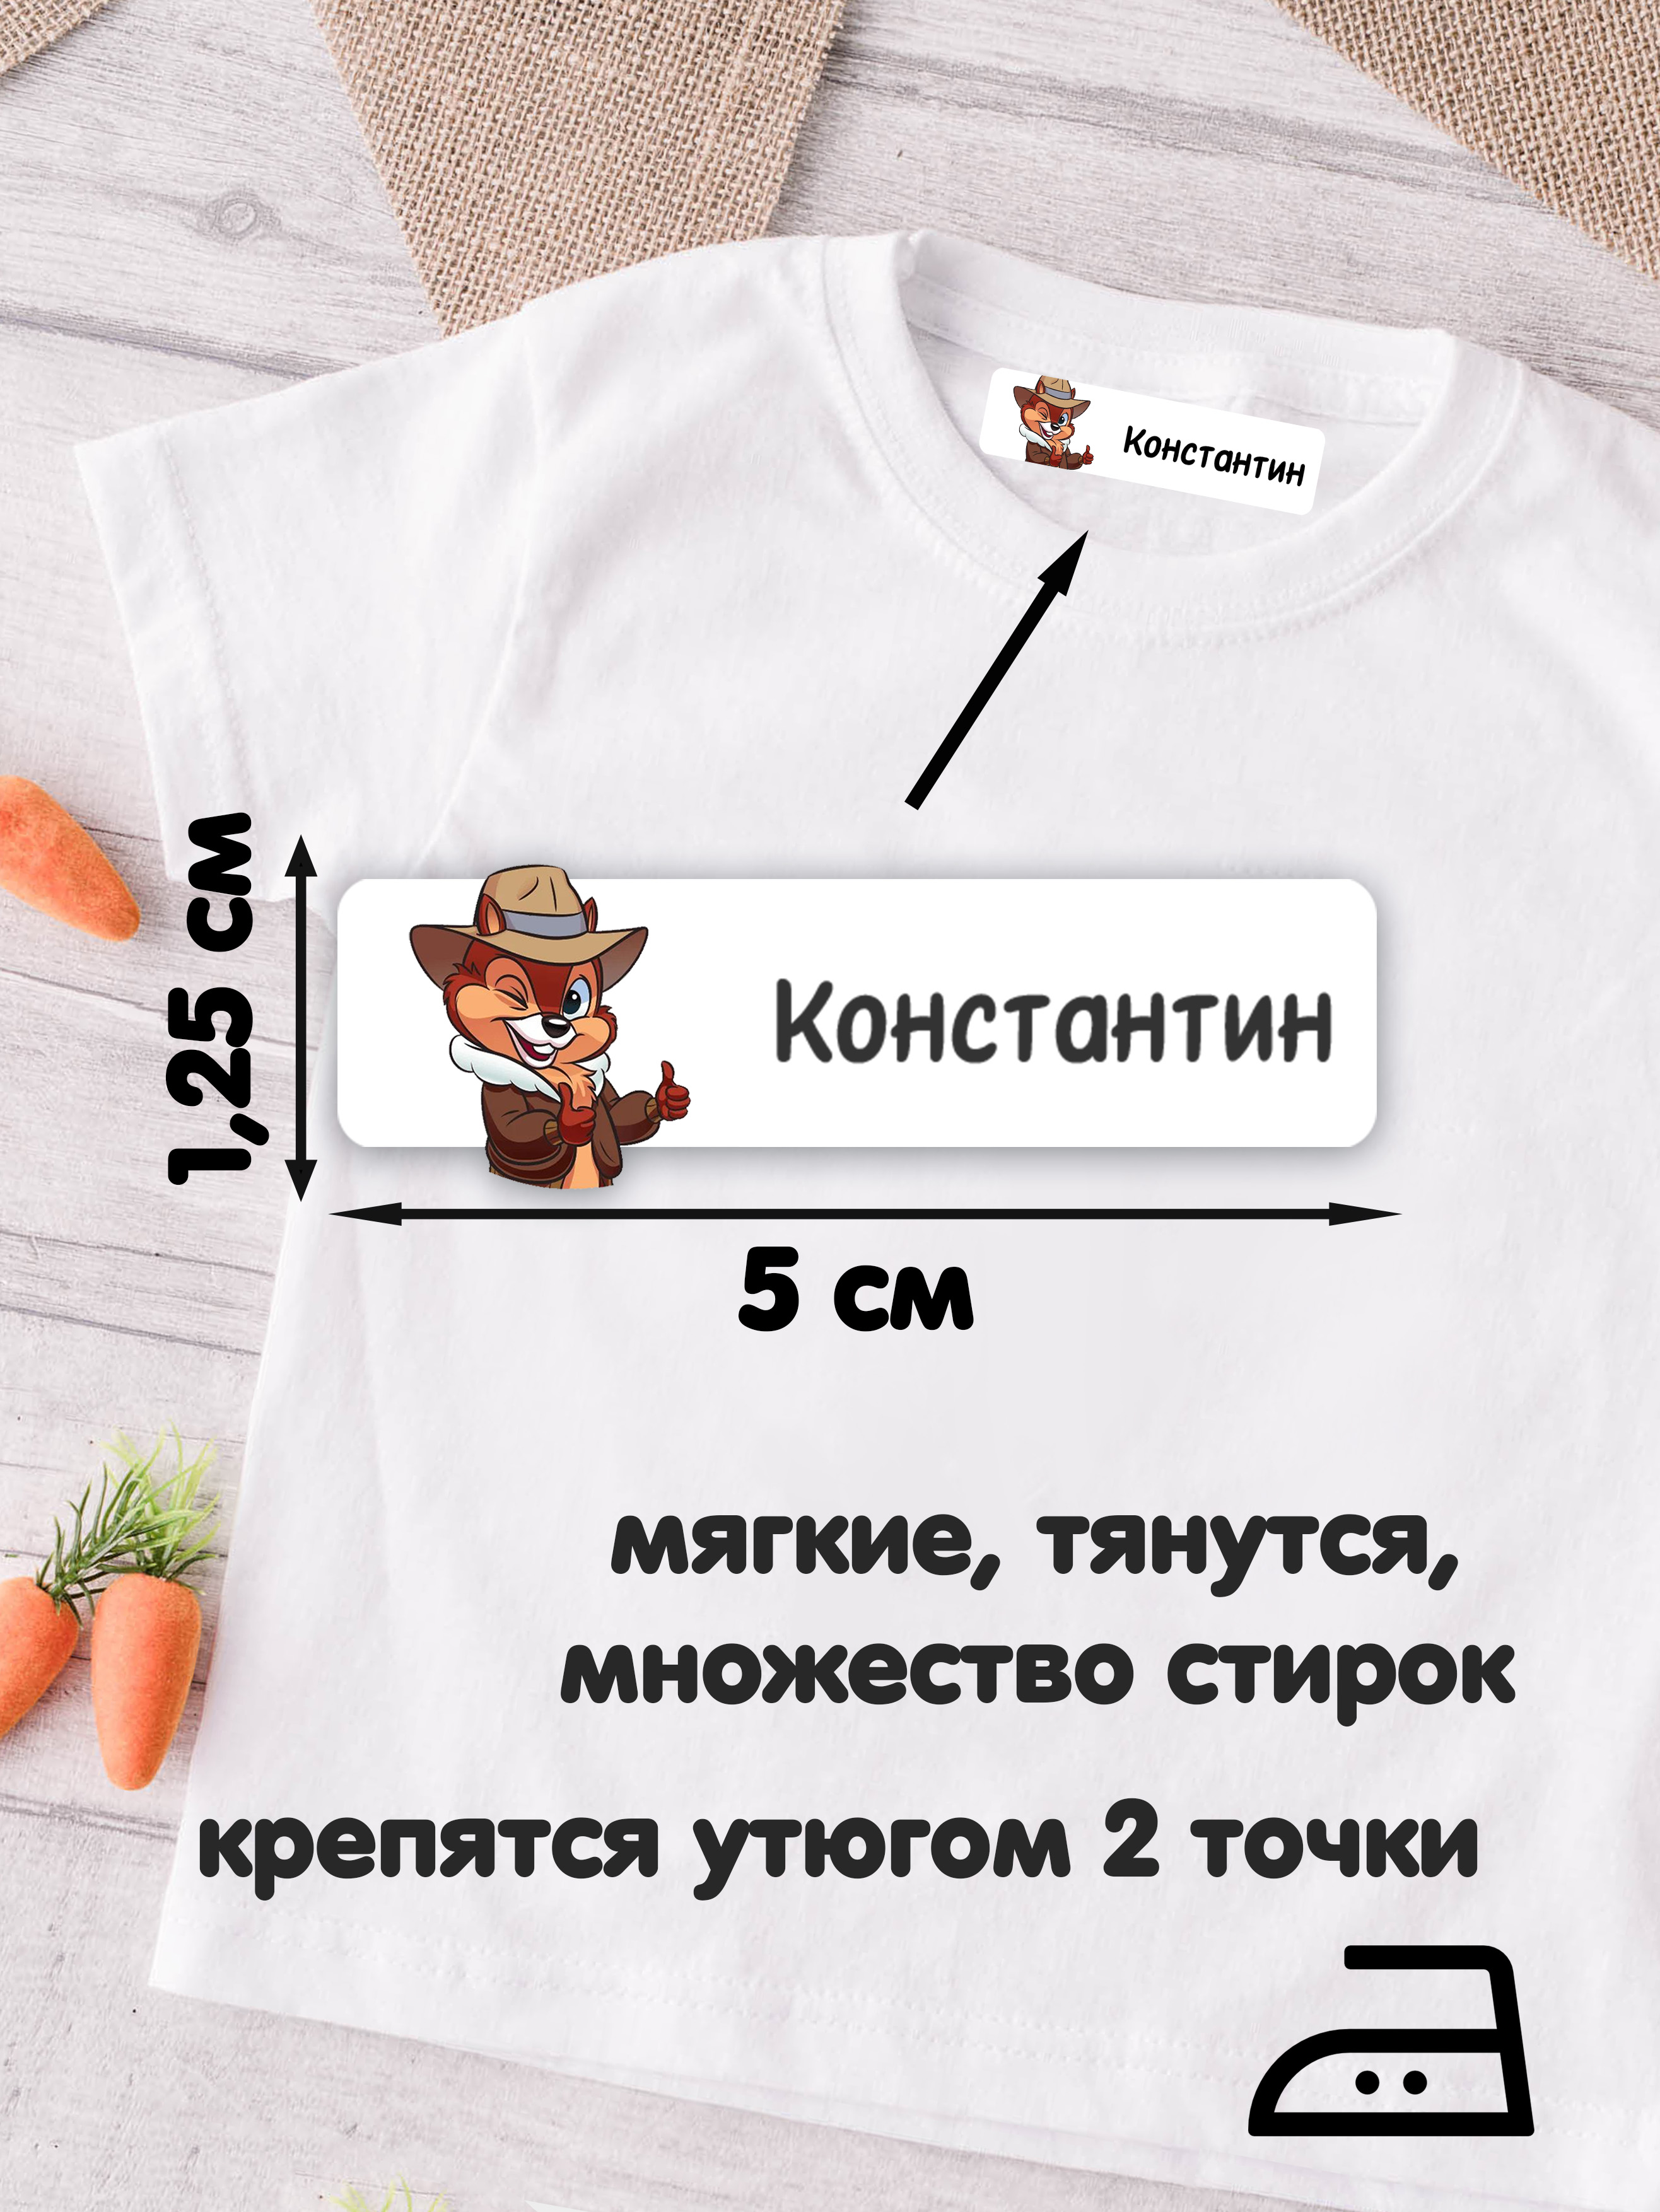 Константин
1,25 см
Константин
5 см
мягкие, тянутся,
множество стирок
крепятся утюгом 2 точки